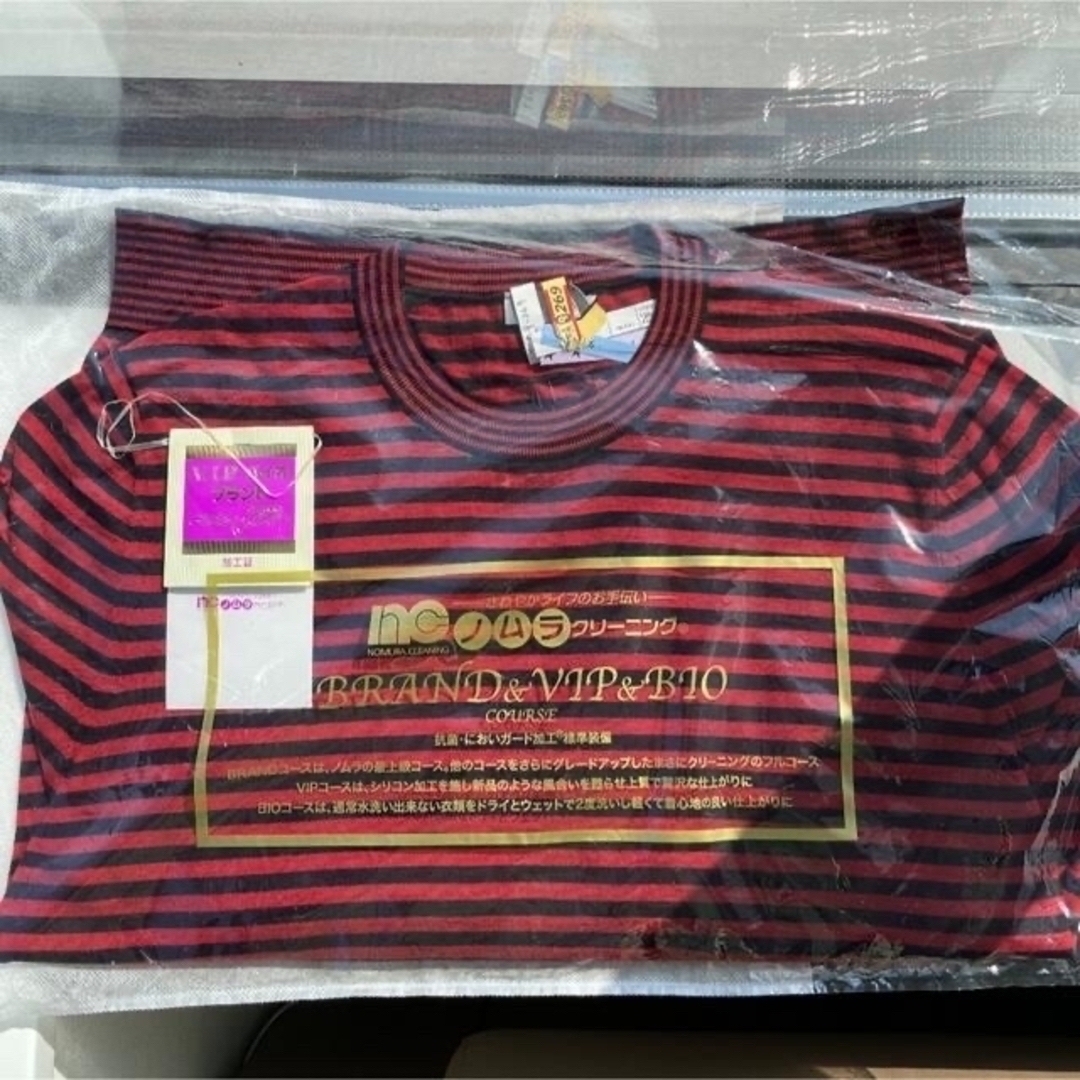 269
ブランド
加工証
nc ノムラ
さわやかライフのお手伝い
nc ノムラクリーニング
NOMURA CLEANING
BRAND&VIP&BIO
COURSE
抗菌・においガード加工®標準装備
BRANDコースは、ノムラの最上級コース。他のコースをさらにグレードアップしたまさにクリーニングのフルコース
VIPコースは、シリコン加工を施し新品のような風合いを甦らせ上質で贅沢な仕上がりに
BIOコースは、通常水洗い出来ない衣類をドライとウェットで2度洗いし軽くて着心地の良い仕上がりに